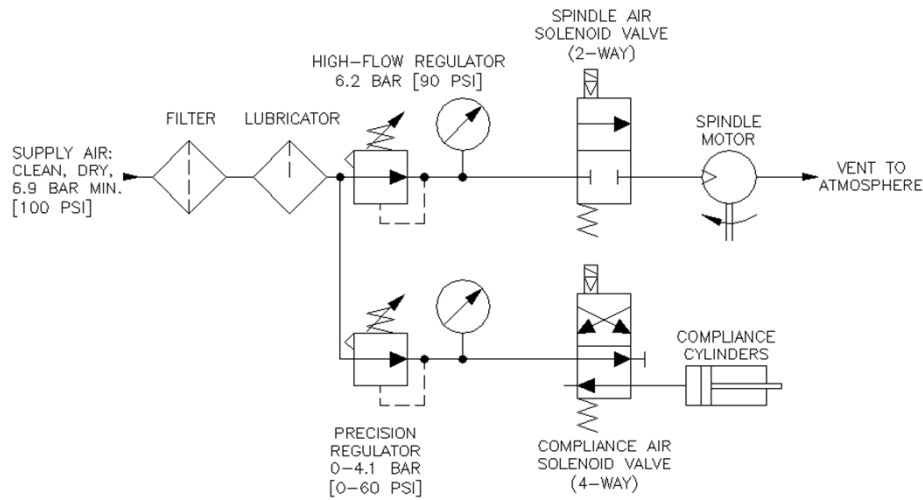 SPINDLE AIR
SOLENOID VALVE
(2-WAY)
HIGH-FLOW REGULATOR
6.2 BAR [90 PSI]
FILTER
LUBRICATOR
SPINDLE
MOTOR
SUPPLY AIR:
CLEAN, DRY,
6.9 BAR MIN.
[100 PSI]
VENT TO
ATMOSPHERE
COMPLIANCE
CYLINDERS
PRECISION
REGULATOR
0-4.1 BAR
[0-60 PSI]
COMPLIANCE AIR
SOLENOID VALVE
(4-WAY)